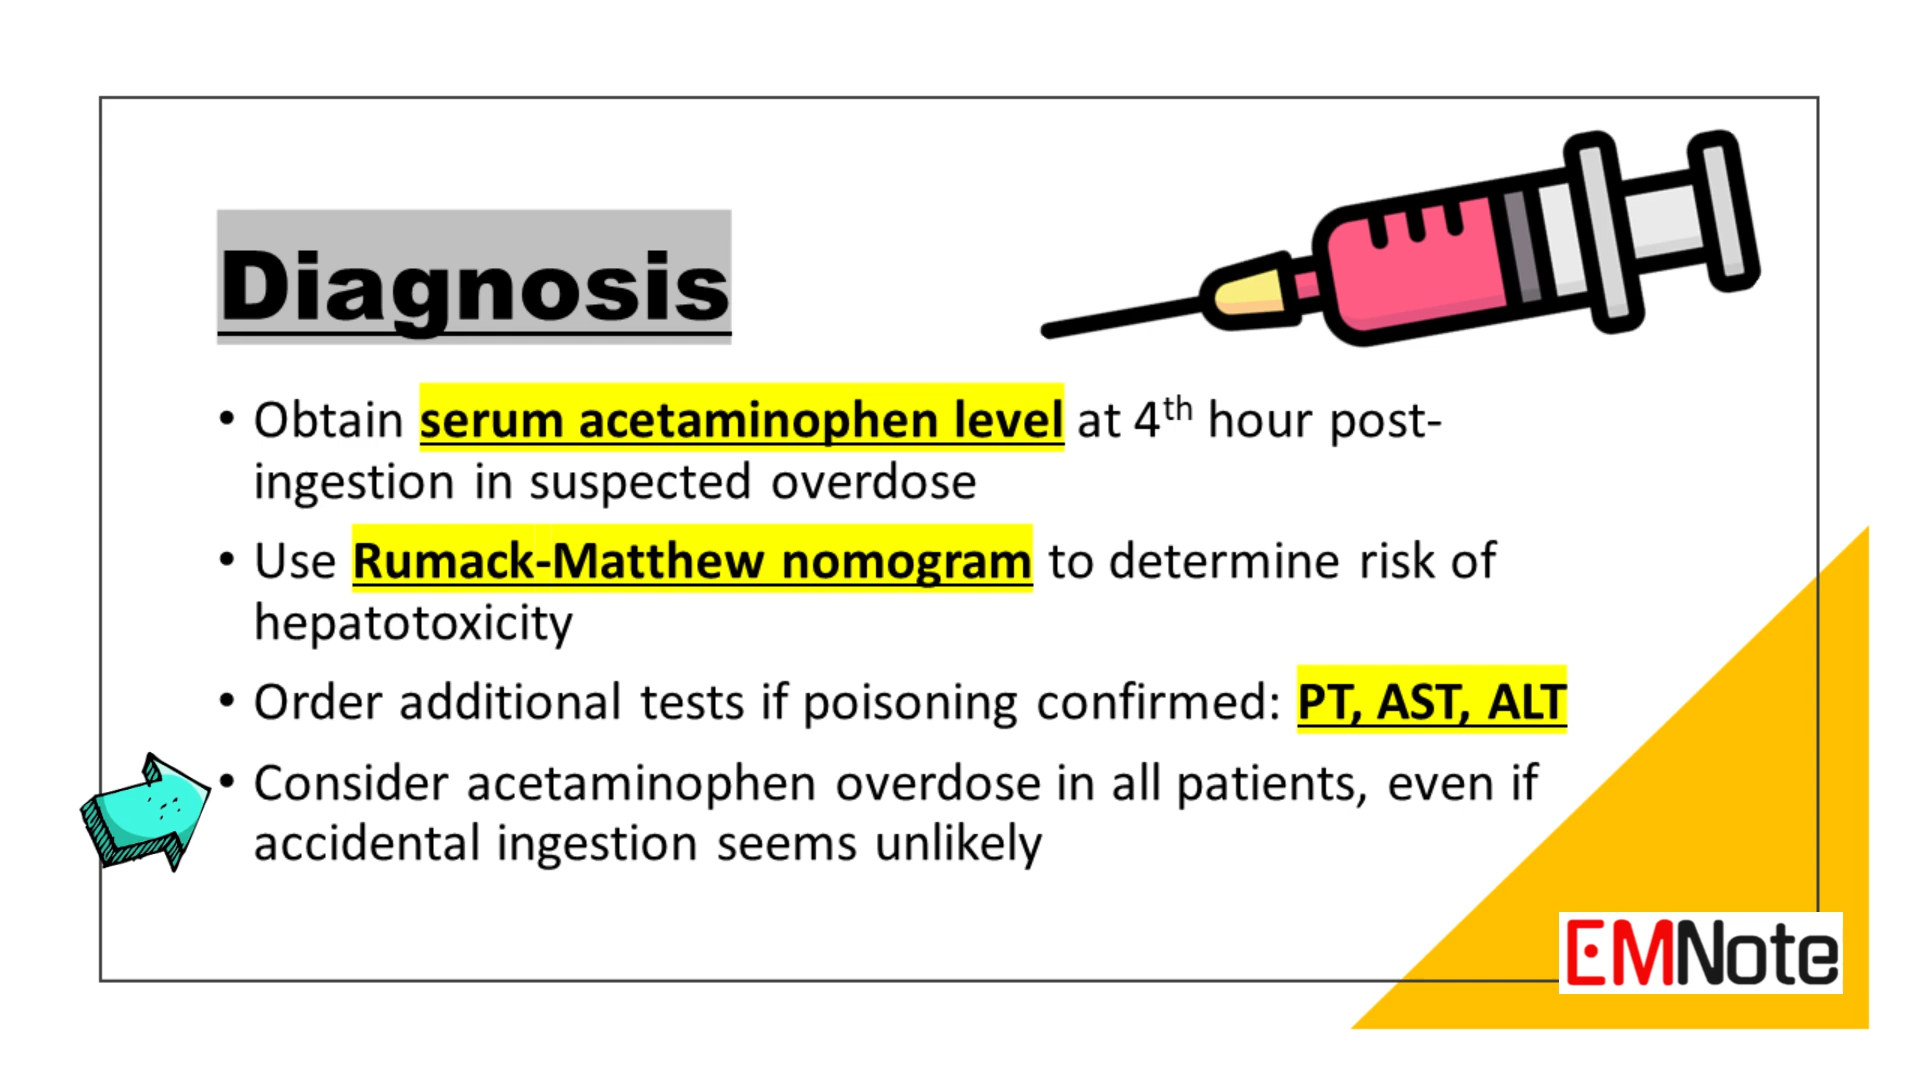 Diagnosis
• Obtain serum acetaminophen level at 4th hour post-
ingestion in suspected overdose
• Use Rumack-Matthew nomogram to determine risk of
hepatotoxicity
• Order additional tests if poisoning confirmed: PT, AST, ALT
• Consider acetaminophen overdose in all patients, even if
accidental ingestion seems unlikely
EMNote